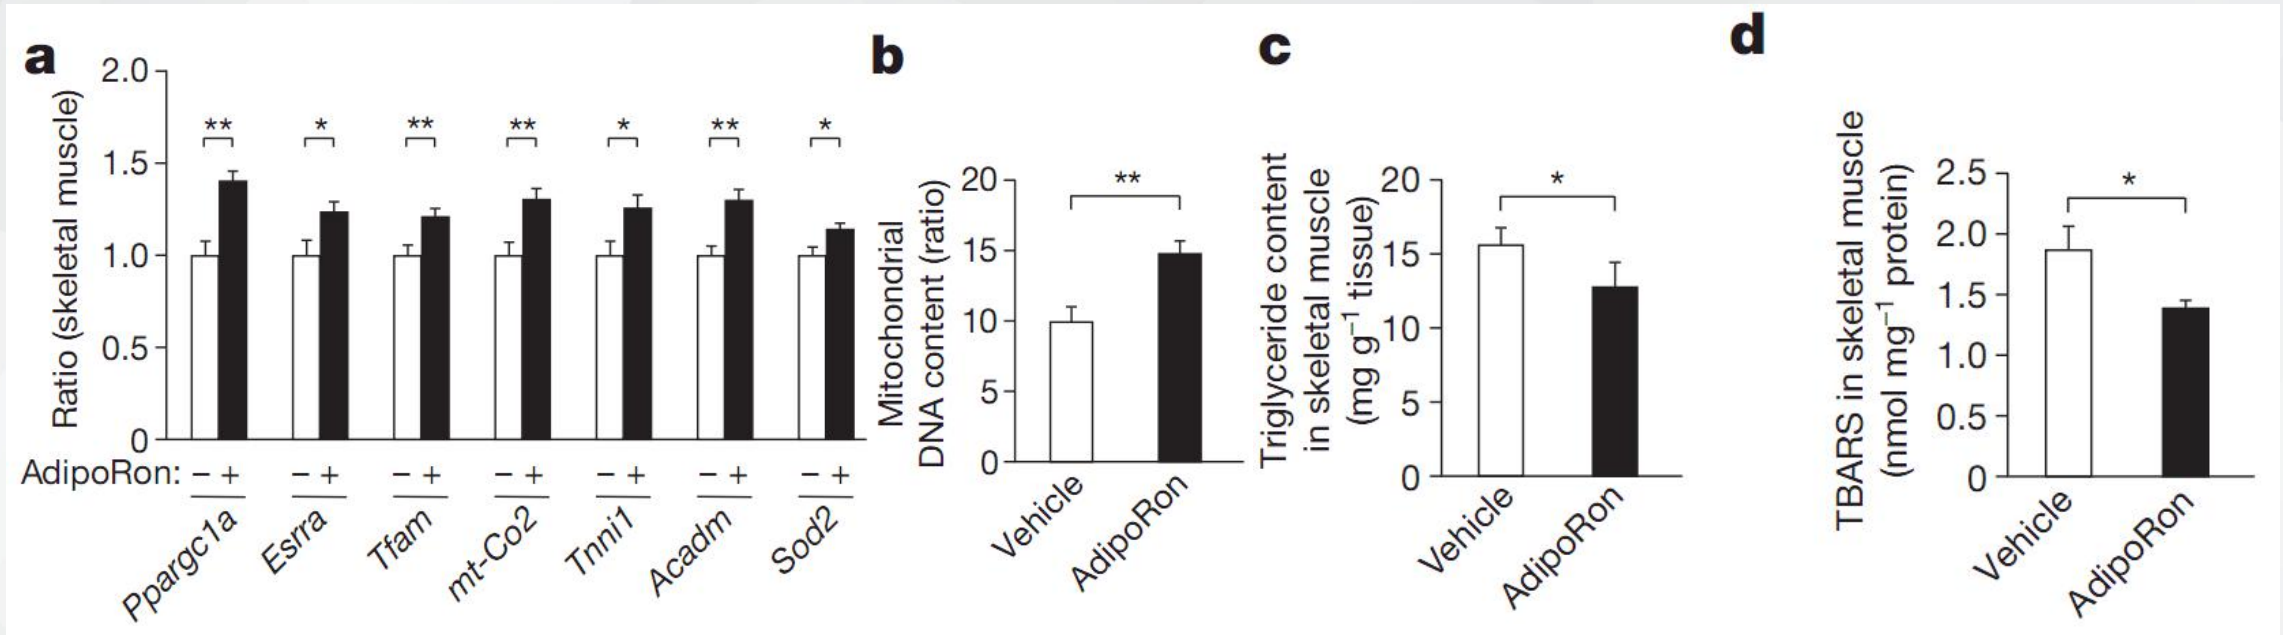 a
Ratio (skeletal muscle)
2.0
1.5
1.0
0.5
0
** * ** ** * ** *
AdipoRon: – + – + – + – + – + – + – +
Ppargc1a
Esrra
Tfam
mt-Co2
Tnni1
Acadm
Sod2
b
Mitochondrial
DNA content (ratio)
20
15
10
5
0
**
Vehicle
AdipoRon
c
Triglyceride content
in skeletal muscle
(mg g⁻¹ tissue)
20
15
10
5
0
*
Vehicle
AdipoRon
d
TBARS in skeletal muscle
(nmol mg⁻¹ protein)
2.5
2.0
1.5
1.0
0.5
0
*
Vehicle
AdipoRon